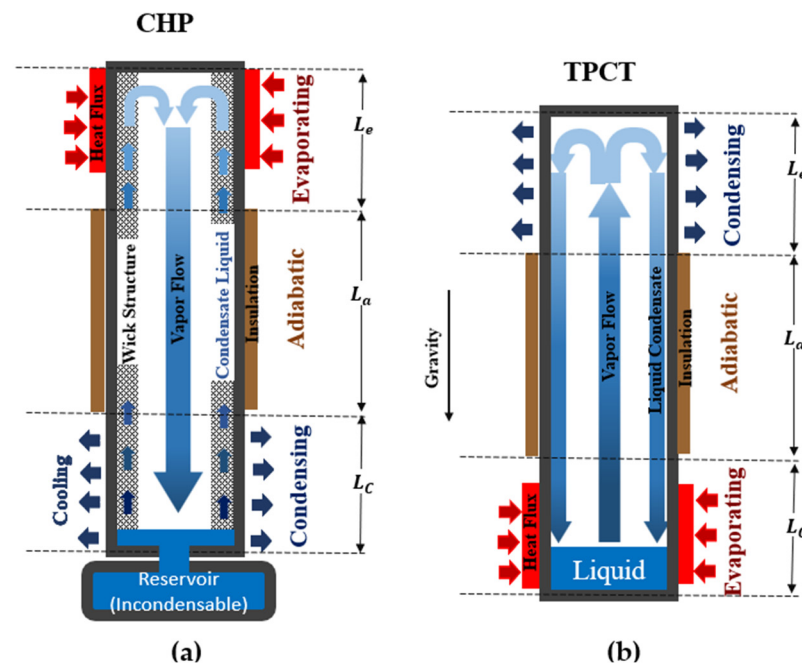 CHP
Heat Flux
Evaporating
Le
Wick Structure
Vapor Flow
Condensate Liquid
Insulation
Adiabatic
La
Cooling
Condensing
LC
Reservoir
(Incondensable)
(a)
TPCT
Condensing
Gravity
Vapor Flow
Liquid Condensate
Insulation
Adiabatic
La
Heat Flux
Liquid
Evaporating
(b)